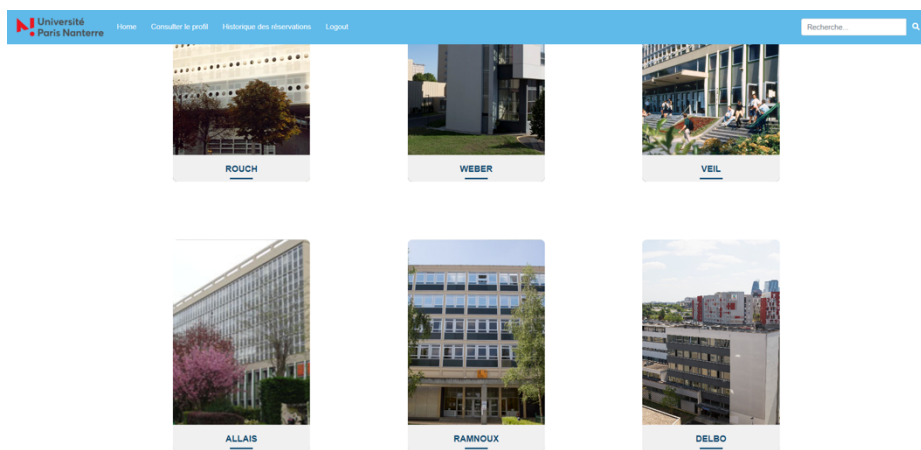 Université
Paris Nanterre
Home Consulter le profil Historique des réservations Logout
Recherche...
ROUCH WEBER VEIL
ALLAIS RAMNOUX DELBO